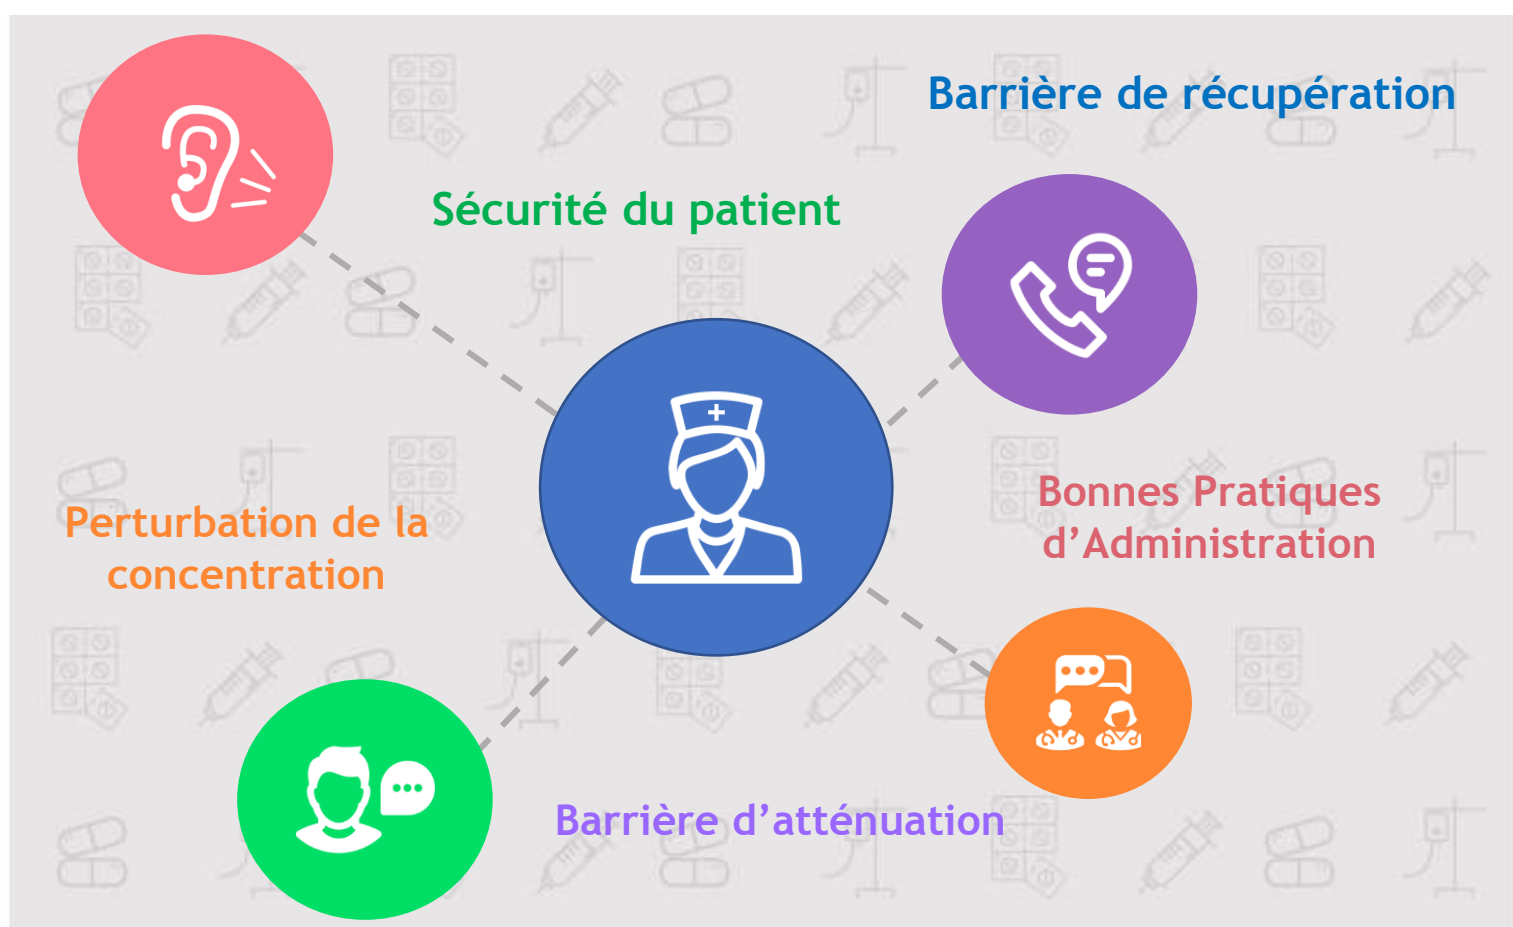 Barrière de récupération
Sécurité du patient
Perturbation de la
concentration
Bonnes Pratiques
d’Administration
Barrière d’atténuation